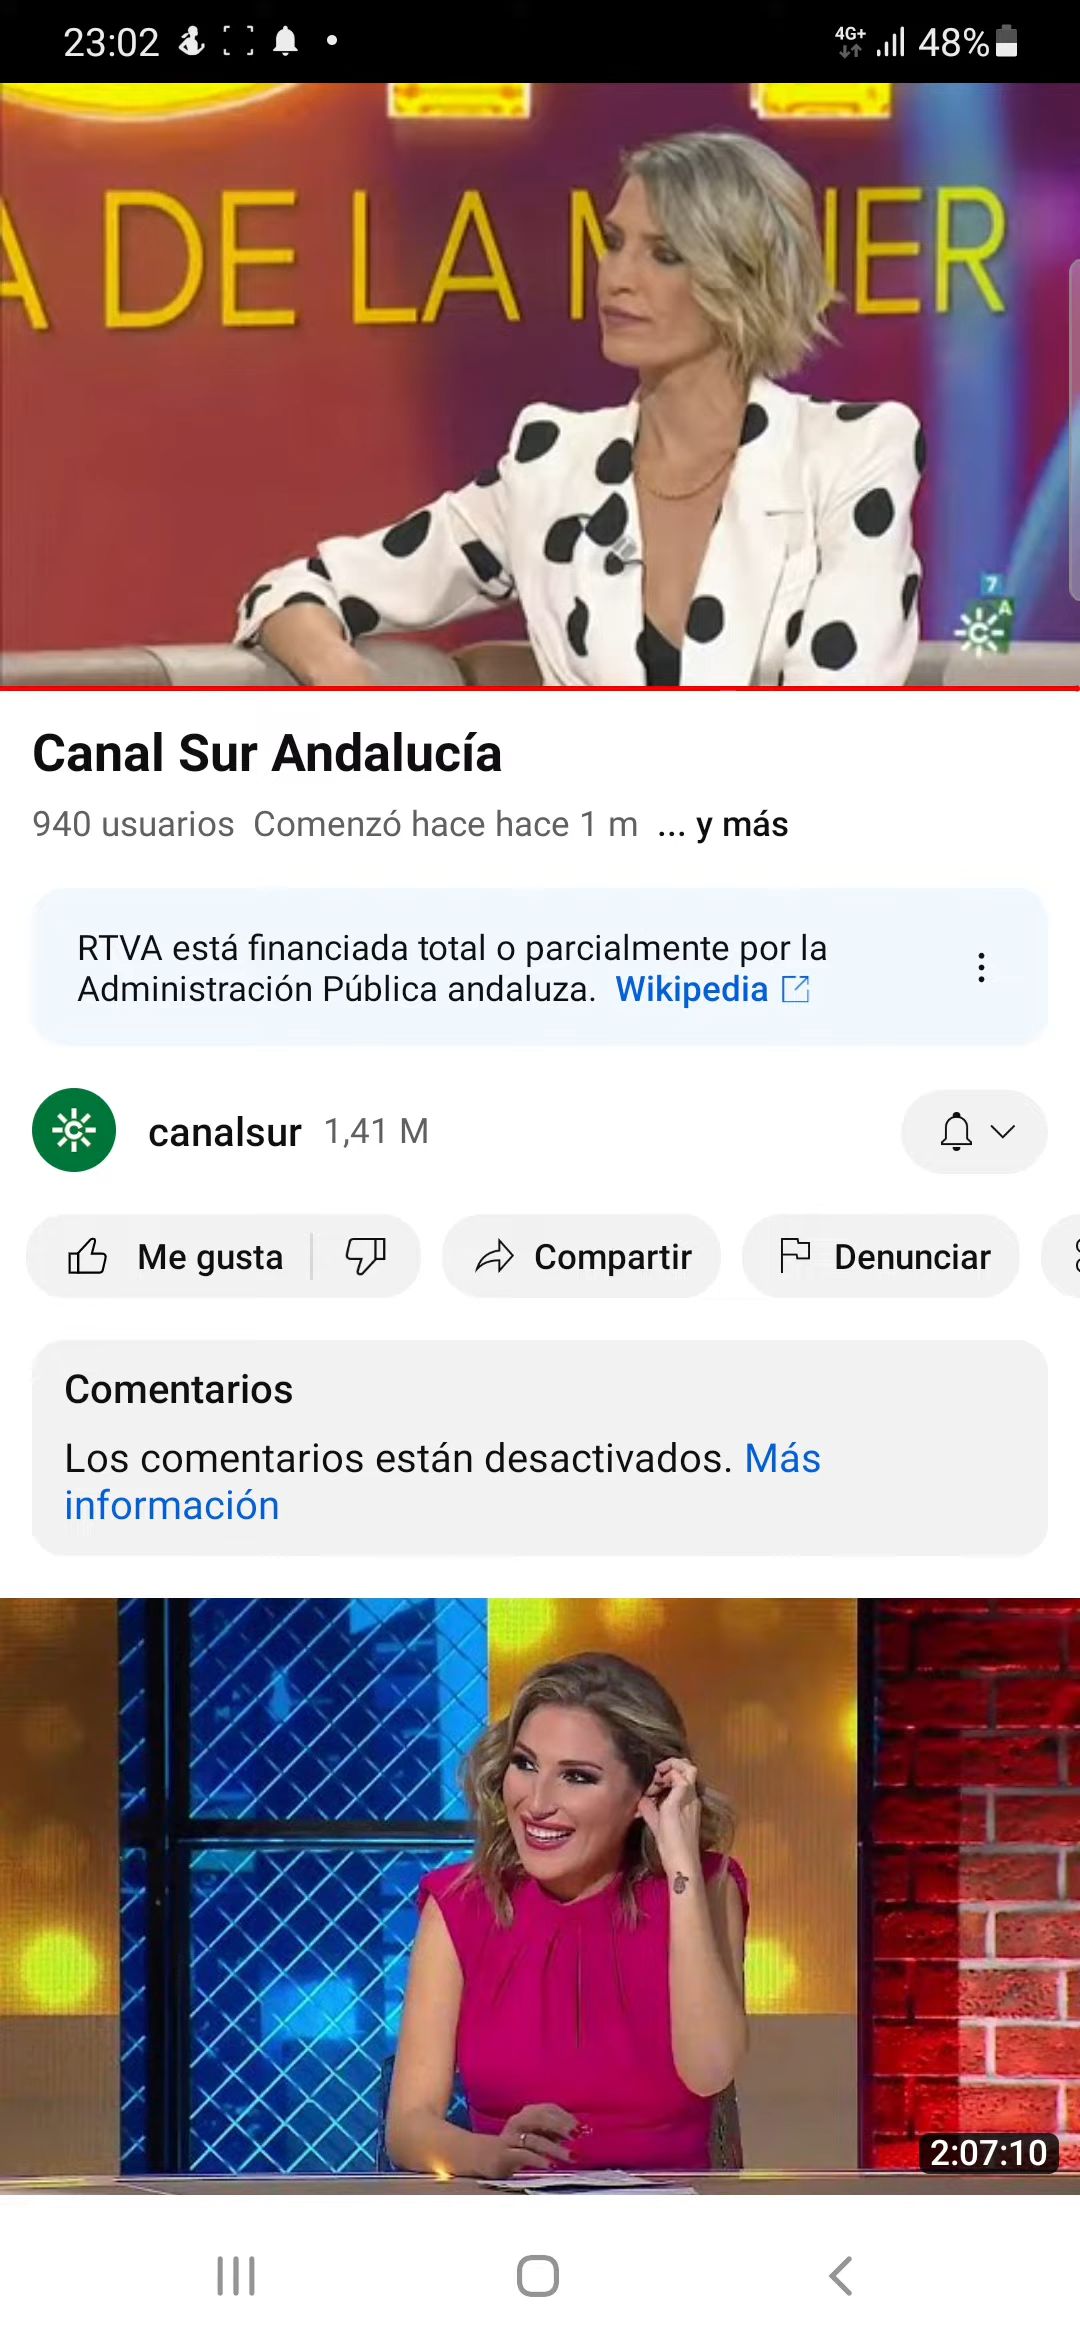 23:02
4G+
48%
A DE LA M ER
7
A
C
Canal Sur Andalucía
940 usuarios Comenzó hace hace 1 m ... y más
RTVA está financiada total o parcialmente por la
Administración Pública andaluza. Wikipedia
C
canalsur 1,41 M
Me gusta
Compartir
Denunciar
Comentarios
Los comentarios están desactivados. Más
información
2:07:10